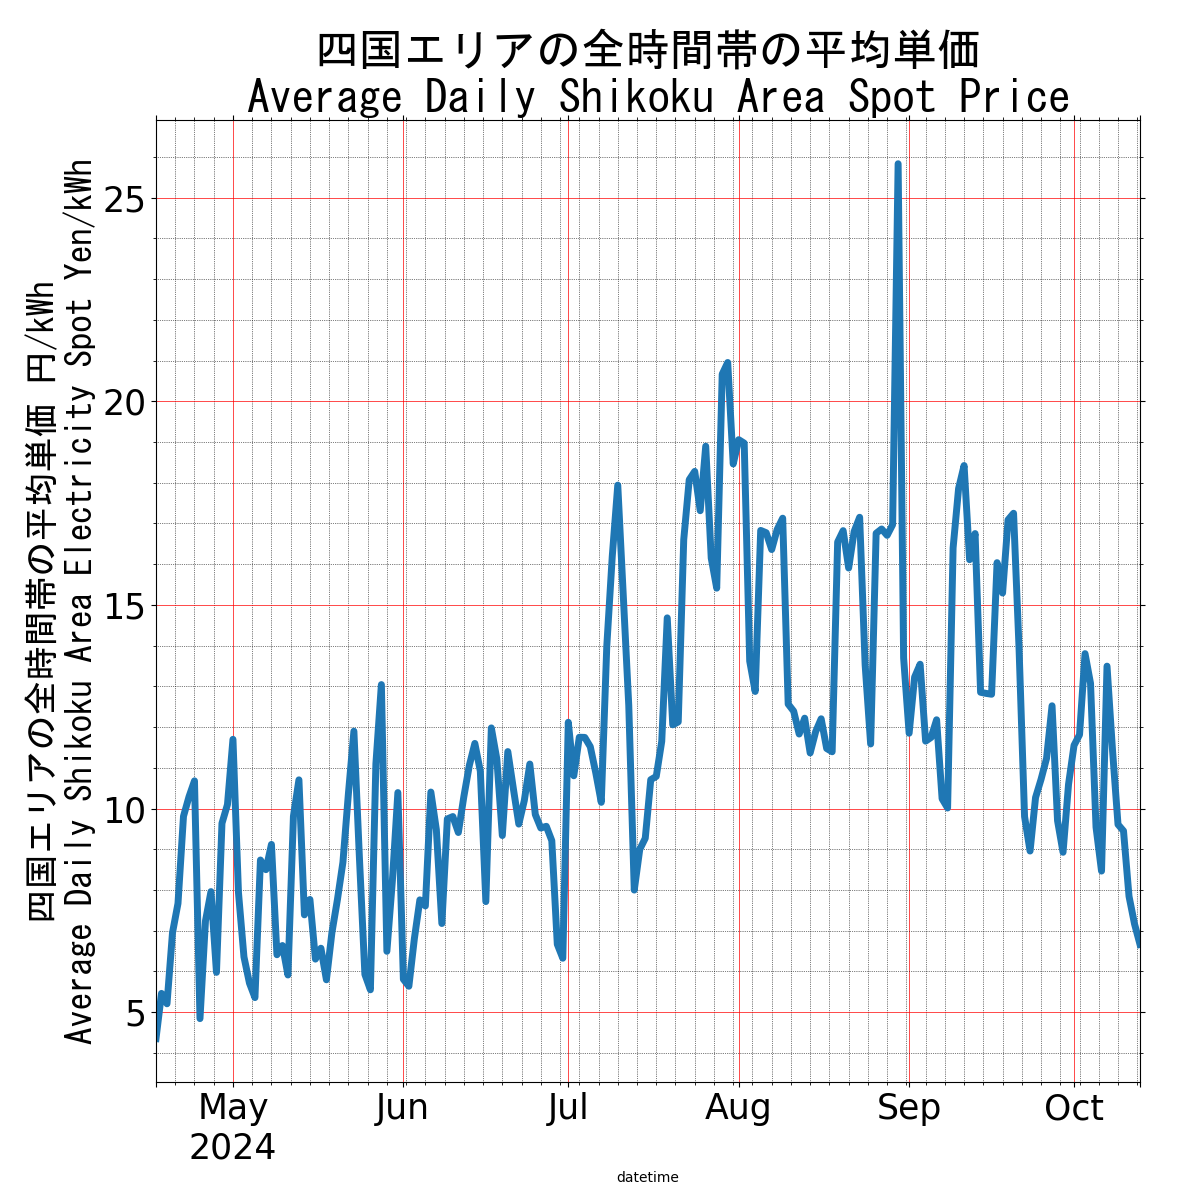 四国エリアの全時間帯の平均単価
Average Daily Shikoku Area Spot Price
四国エリアの全時間帯の平均単価 円/kWh
Average Daily Shikoku Area Electricity Spot Yen/kWh
25
20
15
10
5
May Jun Jul Aug Sep Oct
2024
datetime